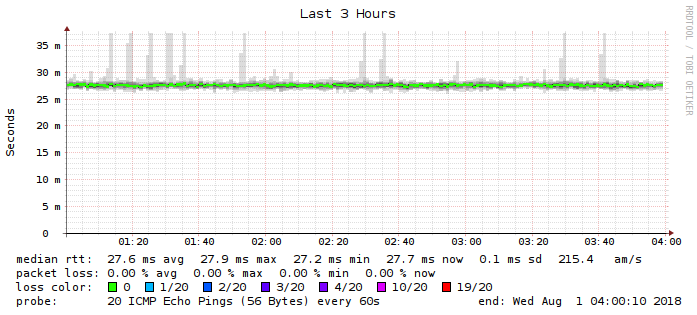 Last 3 Hours
RRDTOOL / TOBI OETIKER
Seconds
35 m
30 m
25 m
20 m
15 m
10 m
5 m
0
01:20 01:40 02:00 02:20 02:40 03:00 03:20 03:40 04:00
median rtt: 27.6 ms avg 27.9 ms max 27.2 ms min 27.7 ms now 0.1 ms sd 215.4 am/s
packet loss: 0.00 % avg 0.00 % max 0.00 % min 0.00 % now
loss color: 0 1/20 2/20 3/20 4/20 10/20 19/20
probe: 20 ICMP Echo Pings (56 Bytes) every 60s end: Wed Aug 1 04:00:10 2018